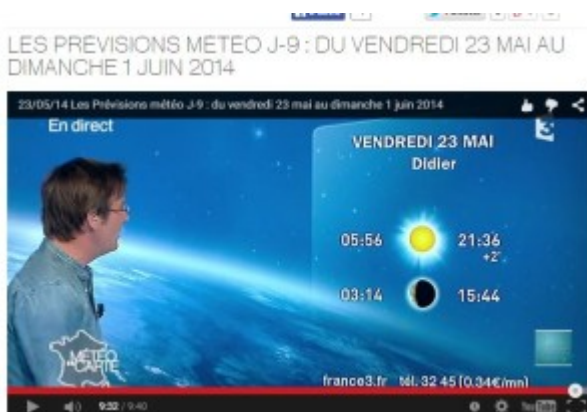 LES PREVISIONS METEO J-9 : DU VENDREDI 23 MAI AU
DIMANCHE 1 JUIN 2014
23/05/14 Les Prévisions météo J-9 : du vendredi 23 mai au dimanche 1 juin 2014
En direct
3
VENDREDI 23 MAI
Didier
05:56
21:36
+2'
03:14
15:44
MÉTÉO
À LA CARTE
france3.fr tél. 32 45 (0.34€/mn)
9:32 / 9:40
YouTube